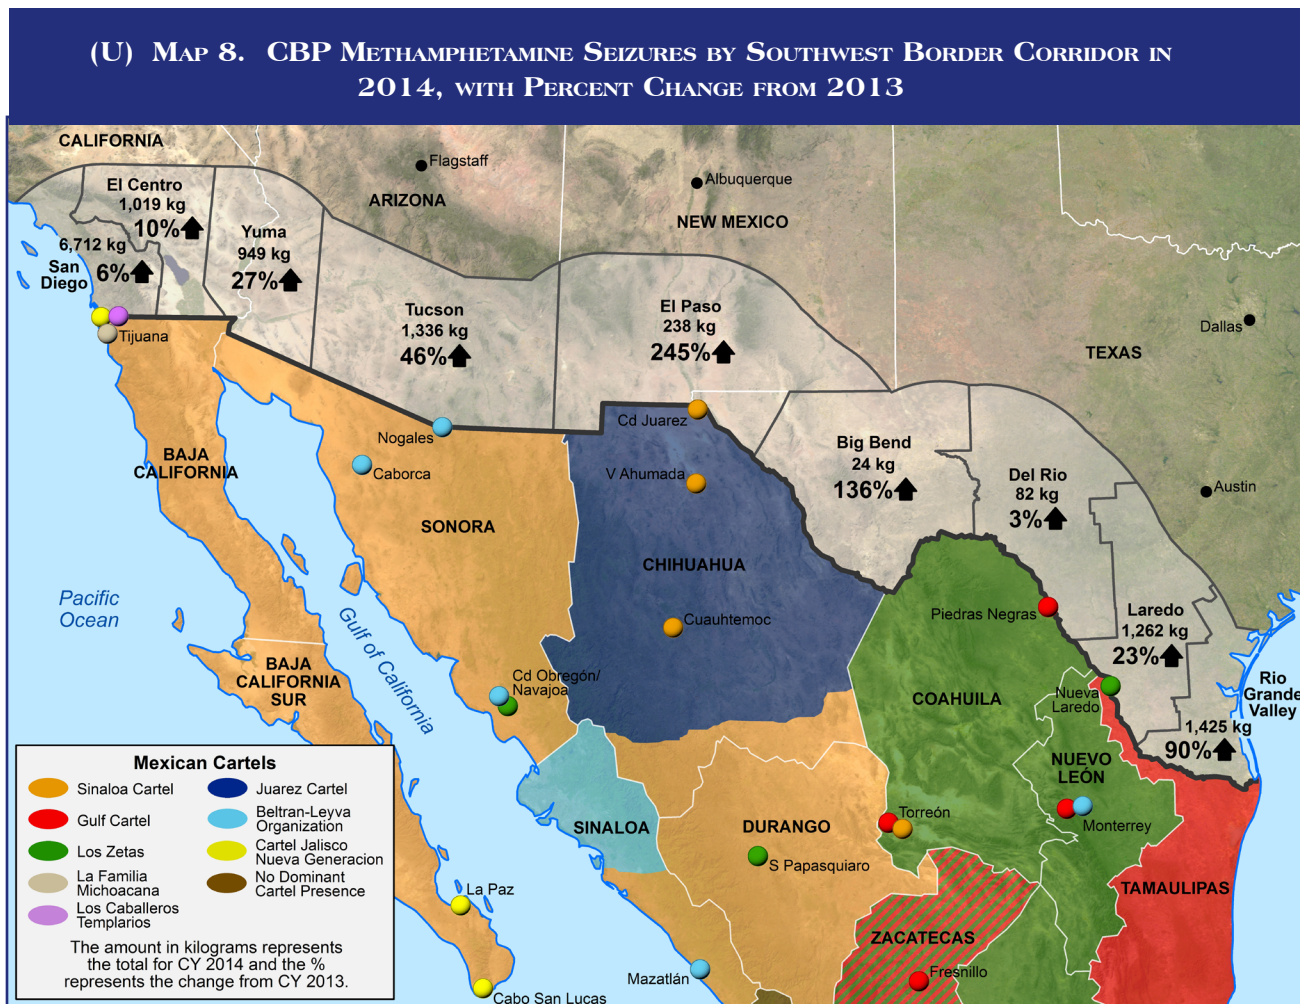 (U) Map 8. CBP Methamphetamine Seizures by Southwest Border Corridor in
2014, with Percent Change from 2013
CALIFORNIA
Flagstaff
ARIZONA
Albuquerque
NEW MEXICO
El Centro
1,019 kg
10%
6,712 kg
San
Diego
6%
Yuma
949 kg
27%
Tucson
1,336 kg
46%
El Paso
238 kg
245%
Dallas
TEXAS
Tijuana
Nogales
Caborca
Cd Juarez
V Ahumada
Big Bend
24 kg
136%
Del Rio
82 kg
3%
Austin
BAJA
CALIFORNIA
SONORA
CHIHUAHUA
Cuauhtemoc
Pacific
Ocean
Gulf of California
Piedras Negras
Laredo
1,262 kg
23%
BAJA
CALIFORNIA
SUR
Cd Obregón/
Navajoa
COAHUILA
Nueva
Laredo
Rio
Grande
Valley
1,425 kg
90%
NUEVO
LEÓN
Monterrey
SINALOA
DURANGO
Torreón
S Papasquiaro
TAMAULIPAS
ZACATECAS
Fresnillo
La Paz
Mazatlán
Cabo San Lucas
Mexican Cartels
Sinaloa Cartel
Gulf Cartel
Los Zetas
La Familia
Michoacana
Los Caballeros
Templarios
Juarez Cartel
Beltran-Leyva
Organization
Cartel Jalisco
Nueva Generacion
No Dominant
Cartel Presence
The amount in kilograms represents
the total for CY 2014 and the %
represents the change from CY 2013.